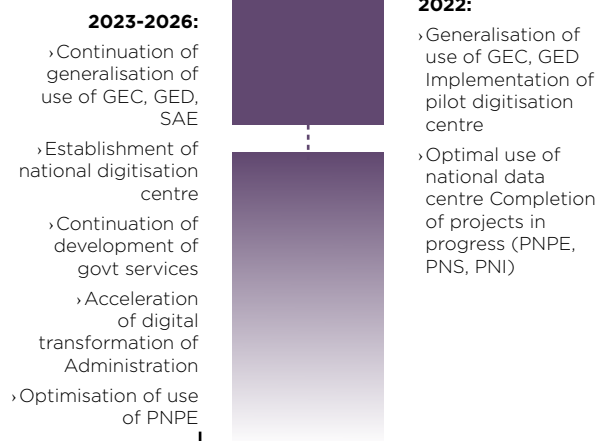 2023-2026:
›Continuation of
generalisation of
use of GEC, GED,
SAE
›Establishment of
national digitisation
centre
›Continuation of
development of
govt services
›Acceleration
of digital
transformation of
Administration
›Optimisation of use
of PNPE
2022:
›Generalisation of
use of GEC, GED
Implementation of
pilot digitisation
centre
›Optimal use of
national data
centre Completion
of projects in
progress (PNPE,
PNS, PNI)